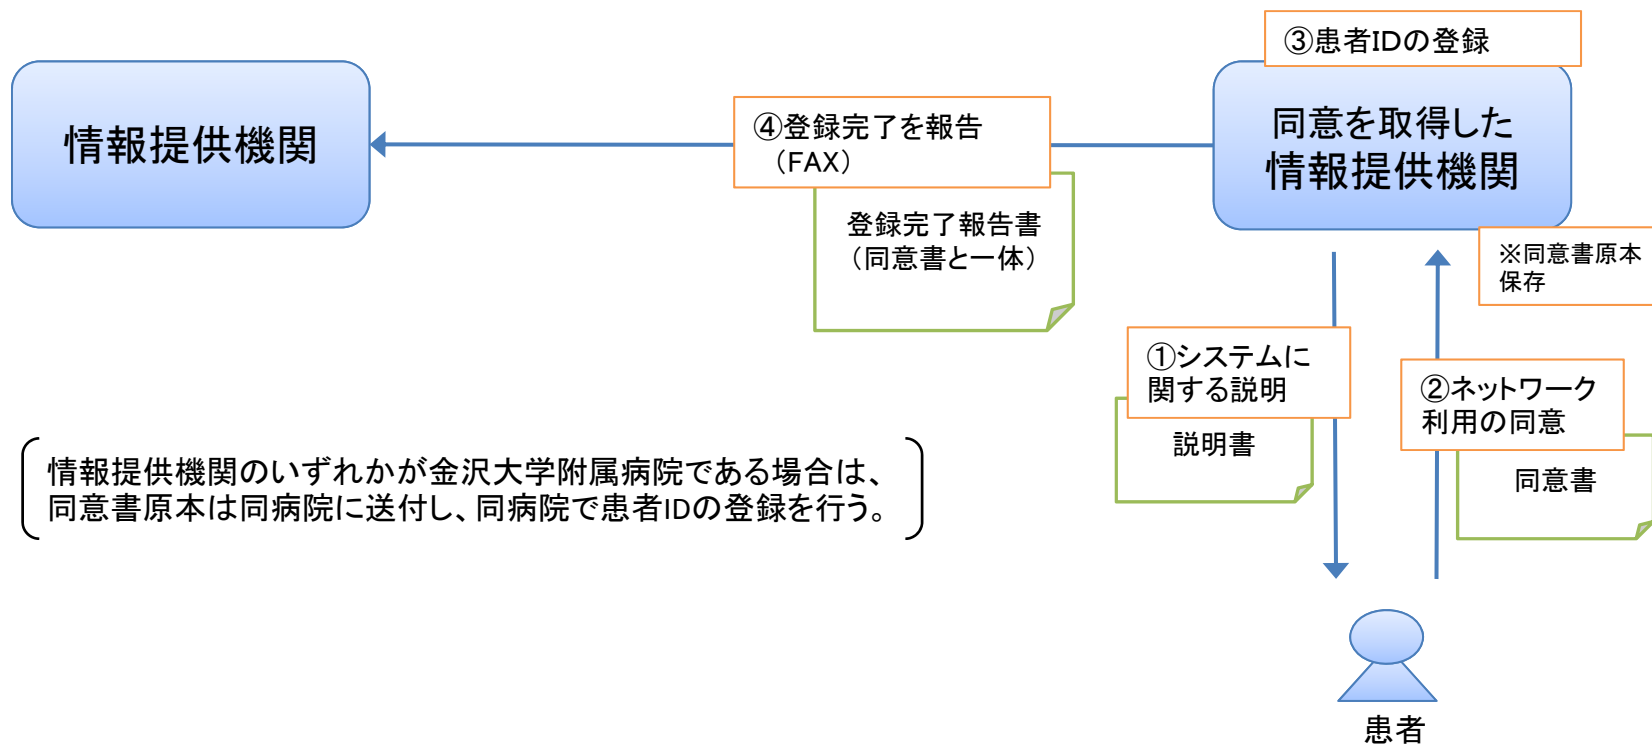 ③患者IDの登録
情報提供機関
④登録完了を報告
（FAX）
同意を取得した
情報提供機関
登録完了報告書
（同意書と一体）
※同意書原本
保存
①システムに
関する説明
説明書
②ネットワーク
利用の同意
同意書
情報提供機関のいずれかが金沢大学附属病院である場合は、
同意書原本は同病院に送付し、同病院で患者IDの登録を行う。
患者